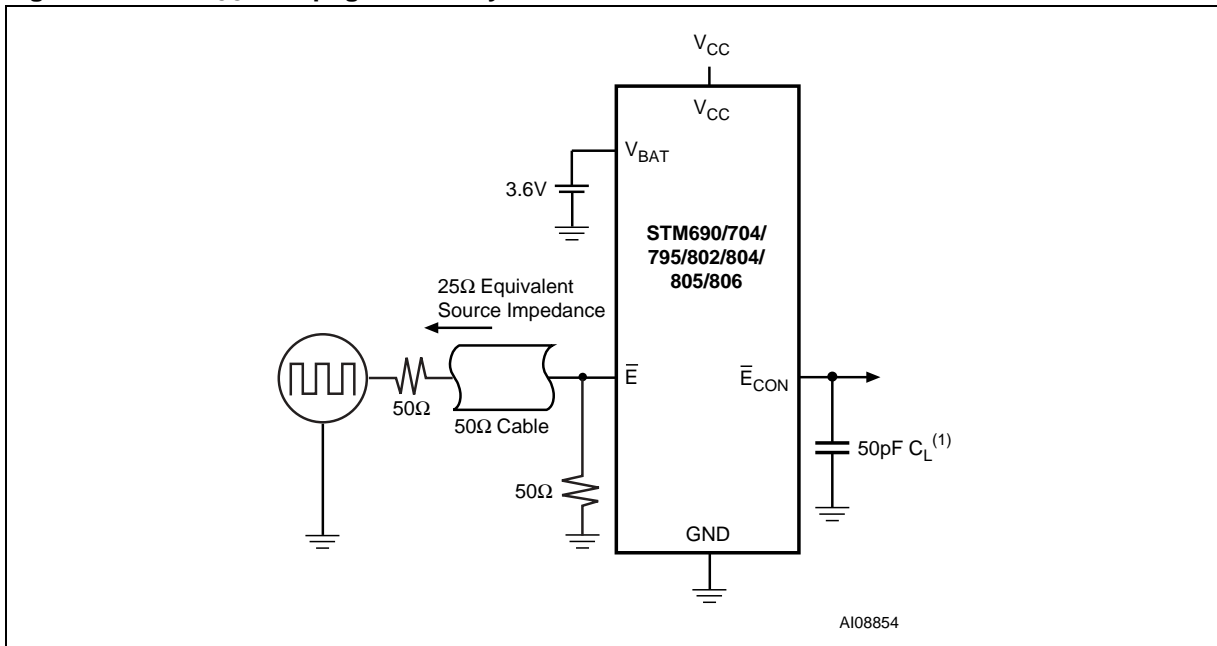 V_CC
V_CC
V_BAT
3.6V
STM690/704/
795/802/804/
805/806
25Ω Equivalent
Source Impedance
E̅
E̅_CON
50Ω
50Ω Cable
50pF C_L^(1)
50Ω
GND
AI08854